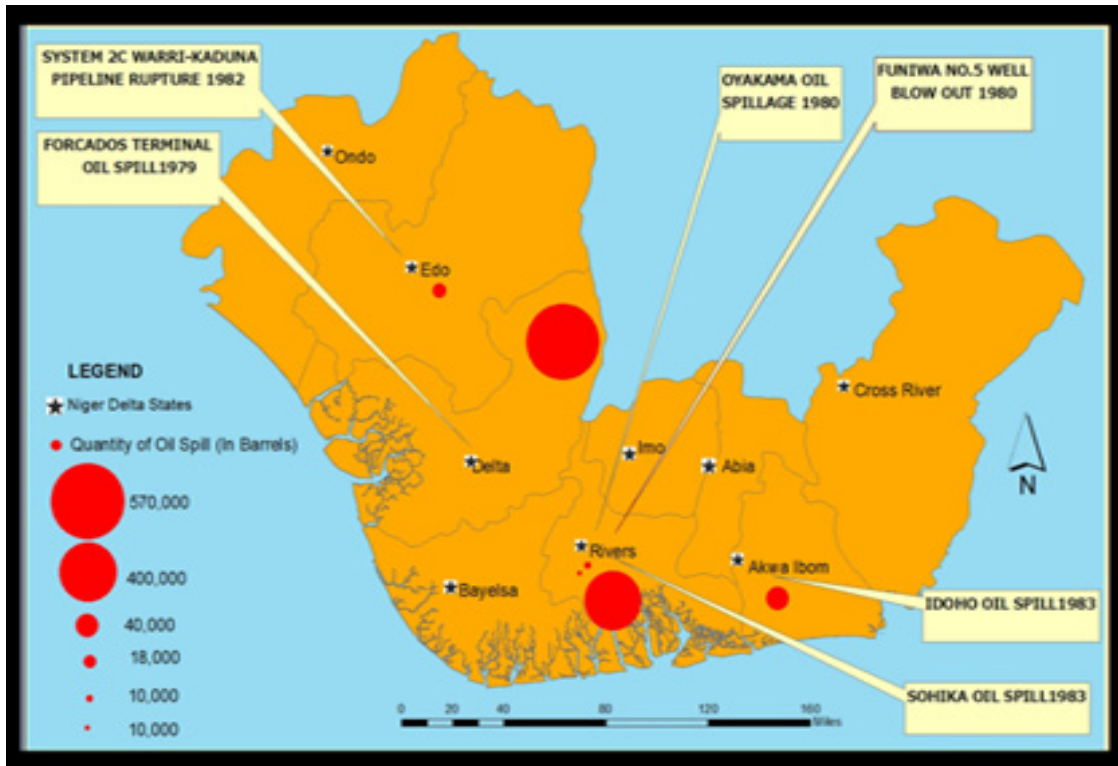 SYSTEM 2C WARRI-KADUNA
PIPELINE RUPTURE 1982
FORCADOS TERMINAL
OIL SPILL1979
OYAKAMA OIL
SPILLAGE 1980
FUNIWA NO.5 WELL
BLOW OUT 1980
Ondo
Edo
Cross River
Imo
Abia
Delta
Rivers
Akwa Ibom
Bayelsa
IDOHO OIL SPILL1983
SOHIKA OIL SPILL1983
LEGEND
Niger Delta States
Quantity of Oil Spill (In Barrels)
570,000
400,000
40,000
18,000
10,000
10,000
N
0 20 40 80 120 160
Miles